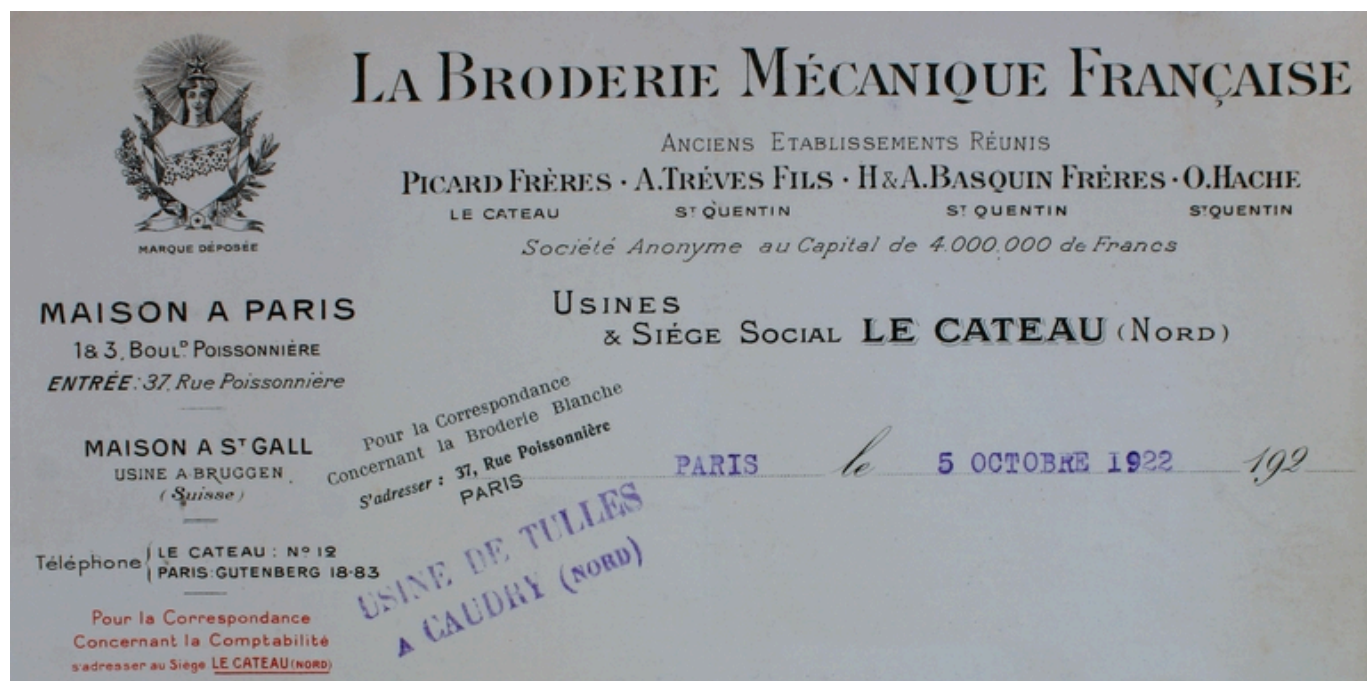 LA BRODERIE MÉCANIQUE FRANÇAISE
ANCIENS ETABLISSEMENTS RÉUNIS
PICARD FRÈRES · A.TRÉVES FILS · H & A.BASQUIN FRÈRES · O.HACHE
LE CATEAU ST QUENTIN ST QUENTIN ST QUENTIN
Société Anonyme au Capital de 4.000.000 de Francs
USINES
& SIÉGE SOCIAL LE CATEAU (NORD)
MARQUE DÉPOSÉE
MAISON A PARIS
1 & 3, BOULD POISSONNIÈRE
ENTRÉE: 37, Rue Poissonnière
MAISON A ST GALL
USINE A BRUGGEN
(Suisse)
Téléphone
LE CATEAU : No 12
PARIS: GUTENBERG 18-83
Pour la Correspondance
Concernant la Comptabilité
s'adresser au Siège LE CATEAU (NORD)
Pour la Correspondance
Concernant la Broderie Blanche
S'adresser : 37, Rue Poissonnière
PARIS
PARIS le 5 OCTOBRE 1922 192
USINE DE TULLES
A CAUDRY (NORD)